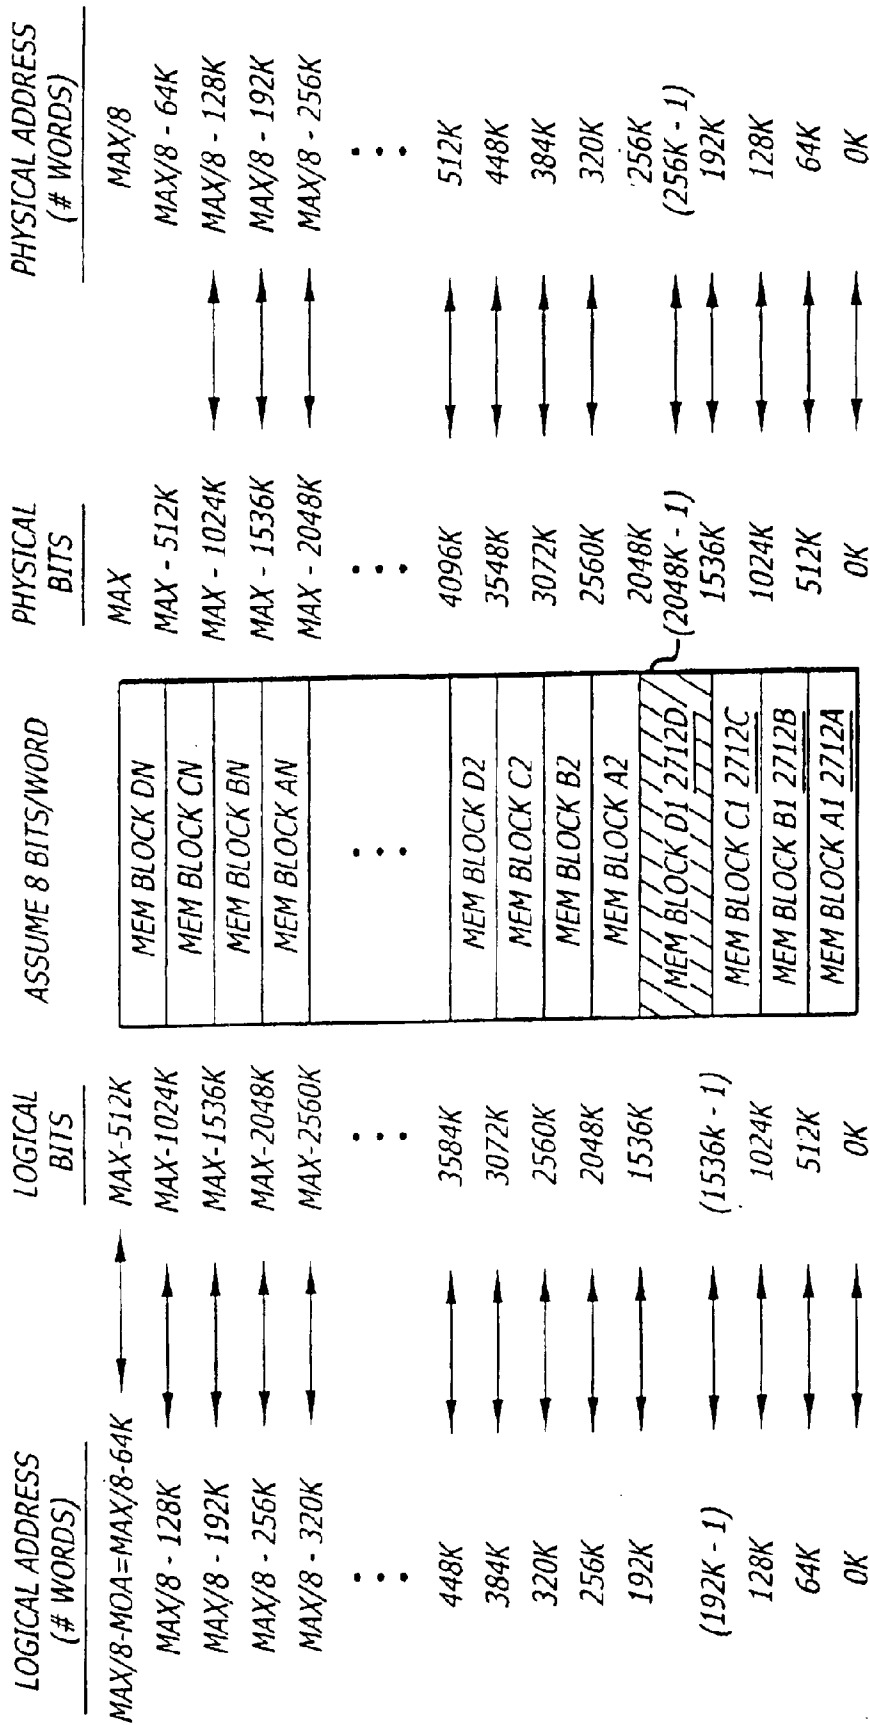 LOGICAL ADDRESS
(# WORDS)
MAX/8-MOA=MAX/8-64K
MAX/8 - 128K
MAX/8 - 192K
MAX/8 - 256K
MAX/8 - 320K
448K
384K
320K
256K
192K
(192K - 1)
128K
64K
0K
LOGICAL
BITS
MAX-512K
MAX-1024K
MAX-1536K
MAX-2048K
MAX-2560K
3584K
3072K
2560K
2048K
1536K
(1536k - 1)
1024K
512K
0K
ASSUME 8 BITS/WORD
MEM BLOCK DN
MEM BLOCK CN
MEM BLOCK BN
MEM BLOCK AN
MEM BLOCK D2
MEM BLOCK C2
MEM BLOCK B2
MEM BLOCK A2
MEM BLOCK D1 2712D
MEM BLOCK C1 2712C
MEM BLOCK B1 2712B
MEM BLOCK A1 2712A
PHYSICAL
BITS
MAX
MAX - 512K
MAX - 1024K
MAX - 1536K
MAX - 2048K
4096K
3548K
3072K
2560K
2048K
(2048K - 1)
1536K
1024K
512K
0K
PHYSICAL ADDRESS
(# WORDS)
MAX/8
MAX/8 - 64K
MAX/8 - 128K
MAX/8 - 192K
MAX/8 - 256K
512K
448K
384K
320K
256K
(256K - 1)
192K
128K
64K
0K